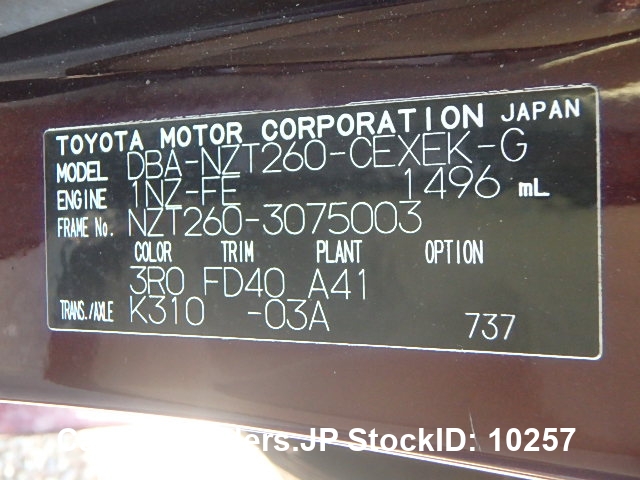 TOYOTA MOTOR CORPORATION JAPAN
MODEL DBA-NZT260-CEXEK-G
ENGINE 1NZ-FE 1496 mL
FRAME No. NZT260-3075003
COLOR TRIM PLANT OPTION
3R0 FD40 A41
TRANS./AXLE K310 -03A 737
.JP StockID: 10257